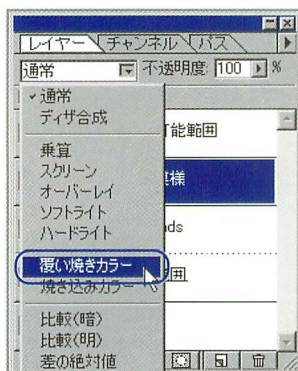 レイヤー チャンネル パス
通常 不透明度: 100 %
✓通常
ディザ合成
可能範囲
乗算
スクリーン
模様
オーバーレイ
ソフトライト
ds
ハードライト
覆い焼きカラー
焼き込みカラー
囲
比較(暗)
比較(明)
差の絶対値